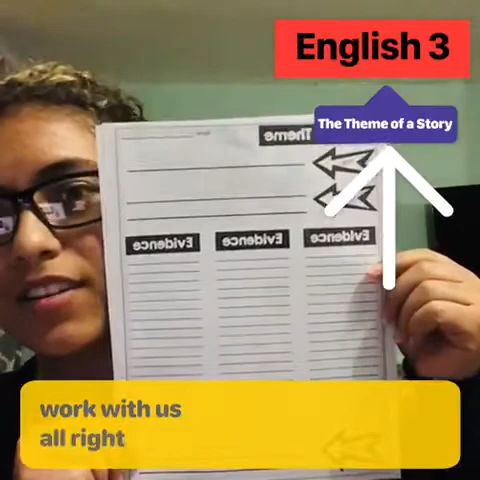 English 3
The Theme of a Story
Theme
Evidence Evidence Evidence
work with us
all right